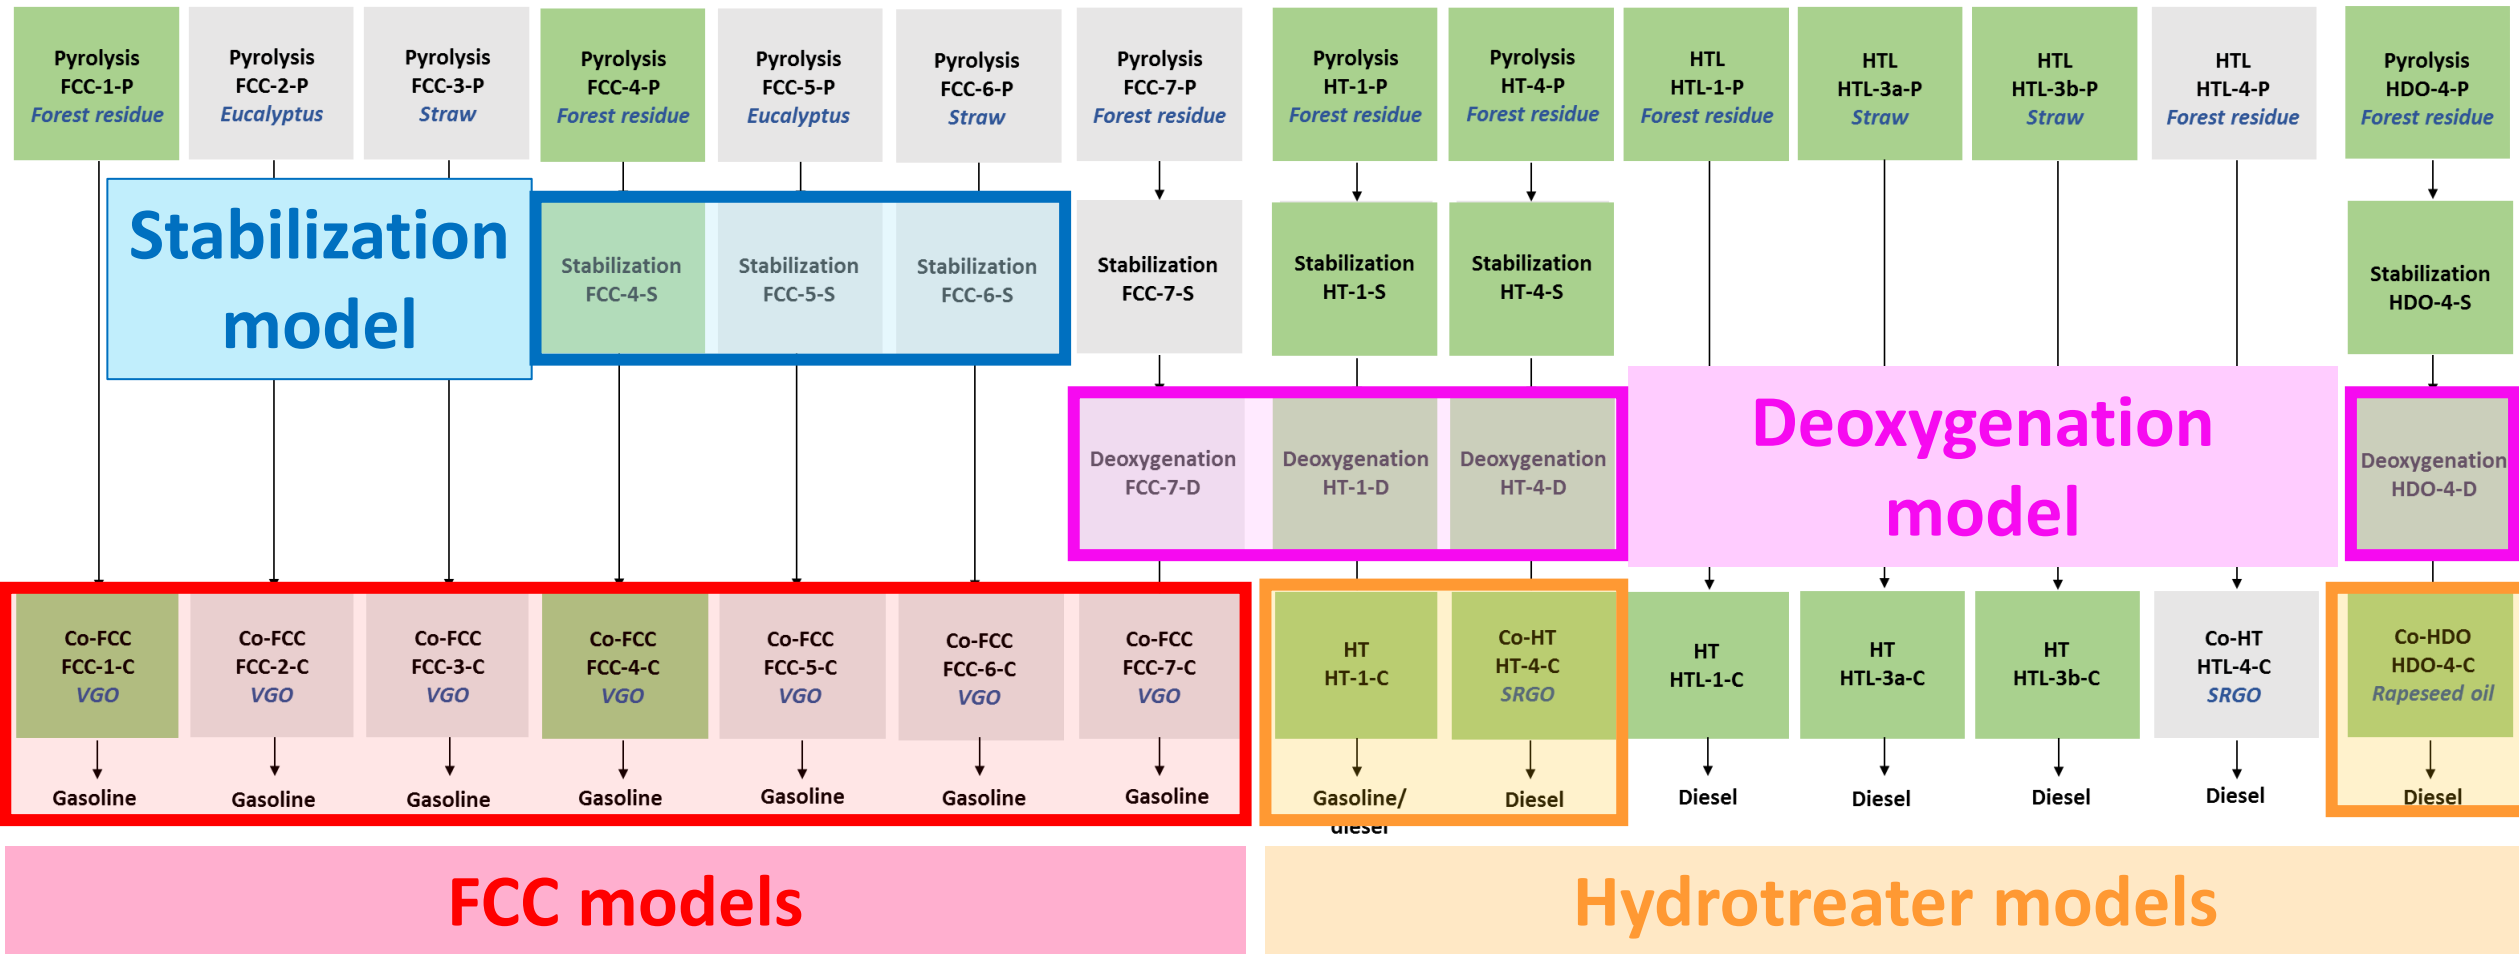 Pyrolysis
FCC-1-P
Forest residue
Pyrolysis
FCC-2-P
Eucalyptus
Pyrolysis
FCC-3-P
Straw
Pyrolysis
FCC-4-P
Forest residue
Pyrolysis
FCC-5-P
Eucalyptus
Pyrolysis
FCC-6-P
Straw
Pyrolysis
FCC-7-P
Forest residue
Pyrolysis
HT-1-P
Forest residue
Pyrolysis
HT-4-P
Forest residue
HTL
HTL-1-P
Forest residue
HTL
HTL-3a-P
Straw
HTL
HTL-3b-P
Straw
HTL
HTL-4-P
Forest residue
Pyrolysis
HDO-4-P
Forest residue
Stabilization
model
Stabilization
FCC-4-S
Stabilization
FCC-5-S
Stabilization
FCC-6-S
Stabilization
FCC-7-S
Stabilization
HT-1-S
Stabilization
HT-4-S
Stabilization
HDO-4-S
Deoxygenation
FCC-7-D
Deoxygenation
HT-1-D
Deoxygenation
HT-4-D
Deoxygenation
model
Deoxygenation
HDO-4-D
Co-FCC
FCC-1-C
VGO
Co-FCC
FCC-2-C
VGO
Co-FCC
FCC-3-C
VGO
Co-FCC
FCC-4-C
VGO
Co-FCC
FCC-5-C
VGO
Co-FCC
FCC-6-C
VGO
Co-FCC
FCC-7-C
VGO
HT
HT-1-C
Co-HT
HT-4-C
SRGO
HT
HTL-1-C
HT
HTL-3a-C
HT
HTL-3b-C
Co-HT
HTL-4-C
SRGO
Co-HDO
HDO-4-C
Rapeseed oil
Gasoline
Gasoline
Gasoline
Gasoline
Gasoline
Gasoline
Gasoline
Gasoline/
diesel
Diesel
Diesel
Diesel
Diesel
Diesel
Diesel
FCC models
Hydrotreater models